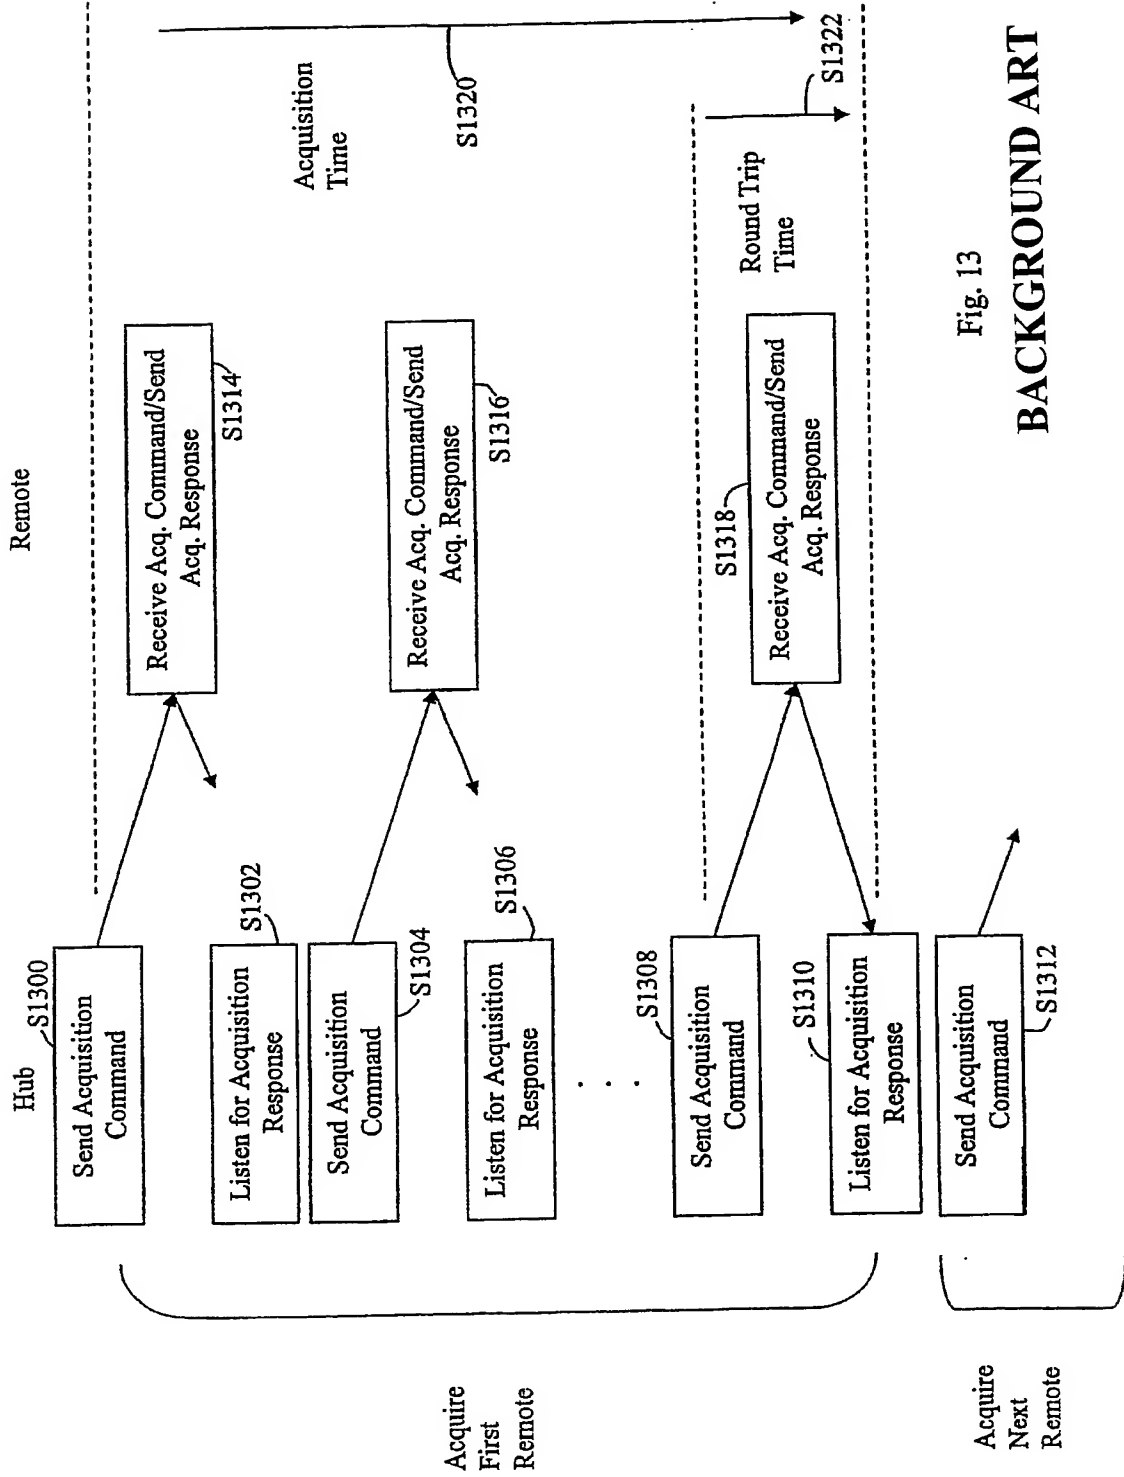 Hub
Remote
S1300
Send Acquisition
Command
Receive Acq. Command/Send
Acq. Response
S1314
S1302
Listen for Acquisition
Response
Send Acquisition
Command
S1304
Receive Acq. Command/Send
Acq. Response
S1316
Acquisition
Time
S1320
S1306
Listen for Acquisition
Response
. . .
S1308
Send Acquisition
Command
S1318
Receive Acq. Command/Send
Acq. Response
Round Trip
Time
S1322
S1310
Listen for Acquisition
Response
Send Acquisition
Command
S1312
Acquire
First
Remote
Acquire
Next
Remote
Fig. 13
BACKGROUND ART